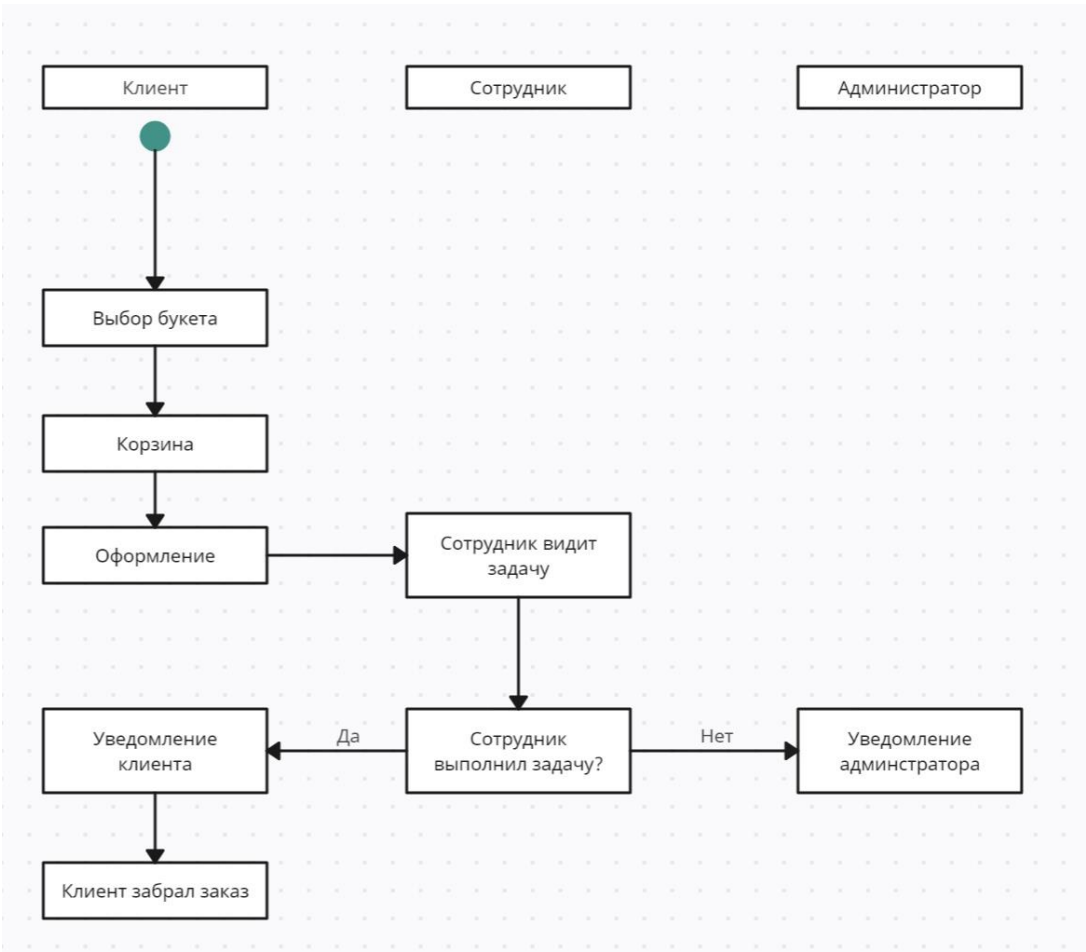 Клиент
Сотрудник
Администратор
Выбор букета
Корзина
Оформление
Сотрудник видит
задачу
Уведомление
клиента
Да
Сотрудник
выполнил задачу?
Нет
Уведомление
админстратора
Клиент забрал заказ